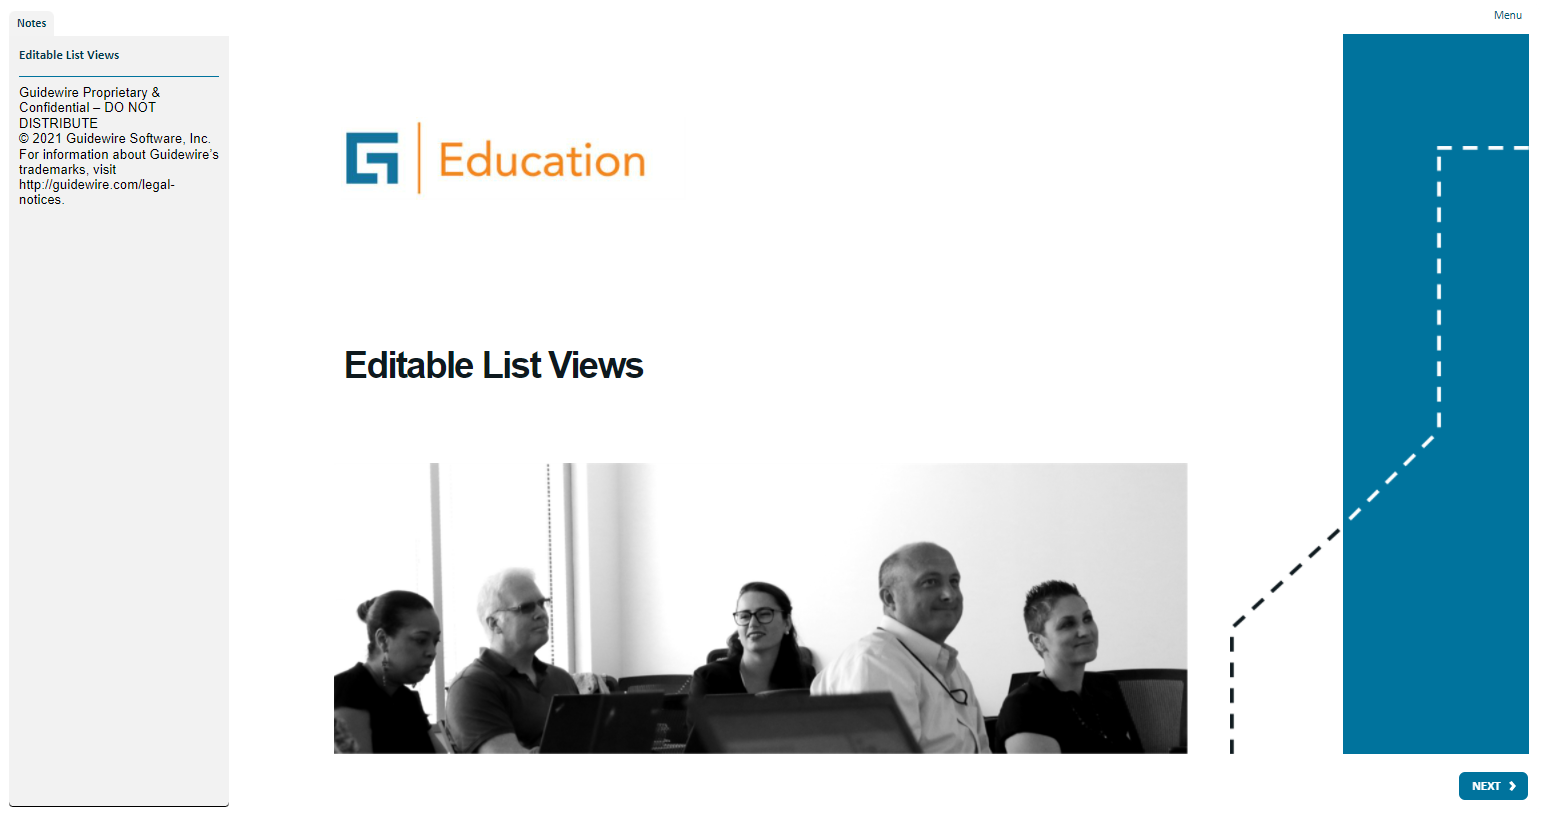 Notes
Menu
Editable List Views
Guidewire Proprietary &
Confidential – DO NOT
DISTRIBUTE
© 2021 Guidewire Software, Inc.
For information about Guidewire’s
trademarks, visit
http://guidewire.com/legal-
notices.
Education
Editable List Views
NEXT